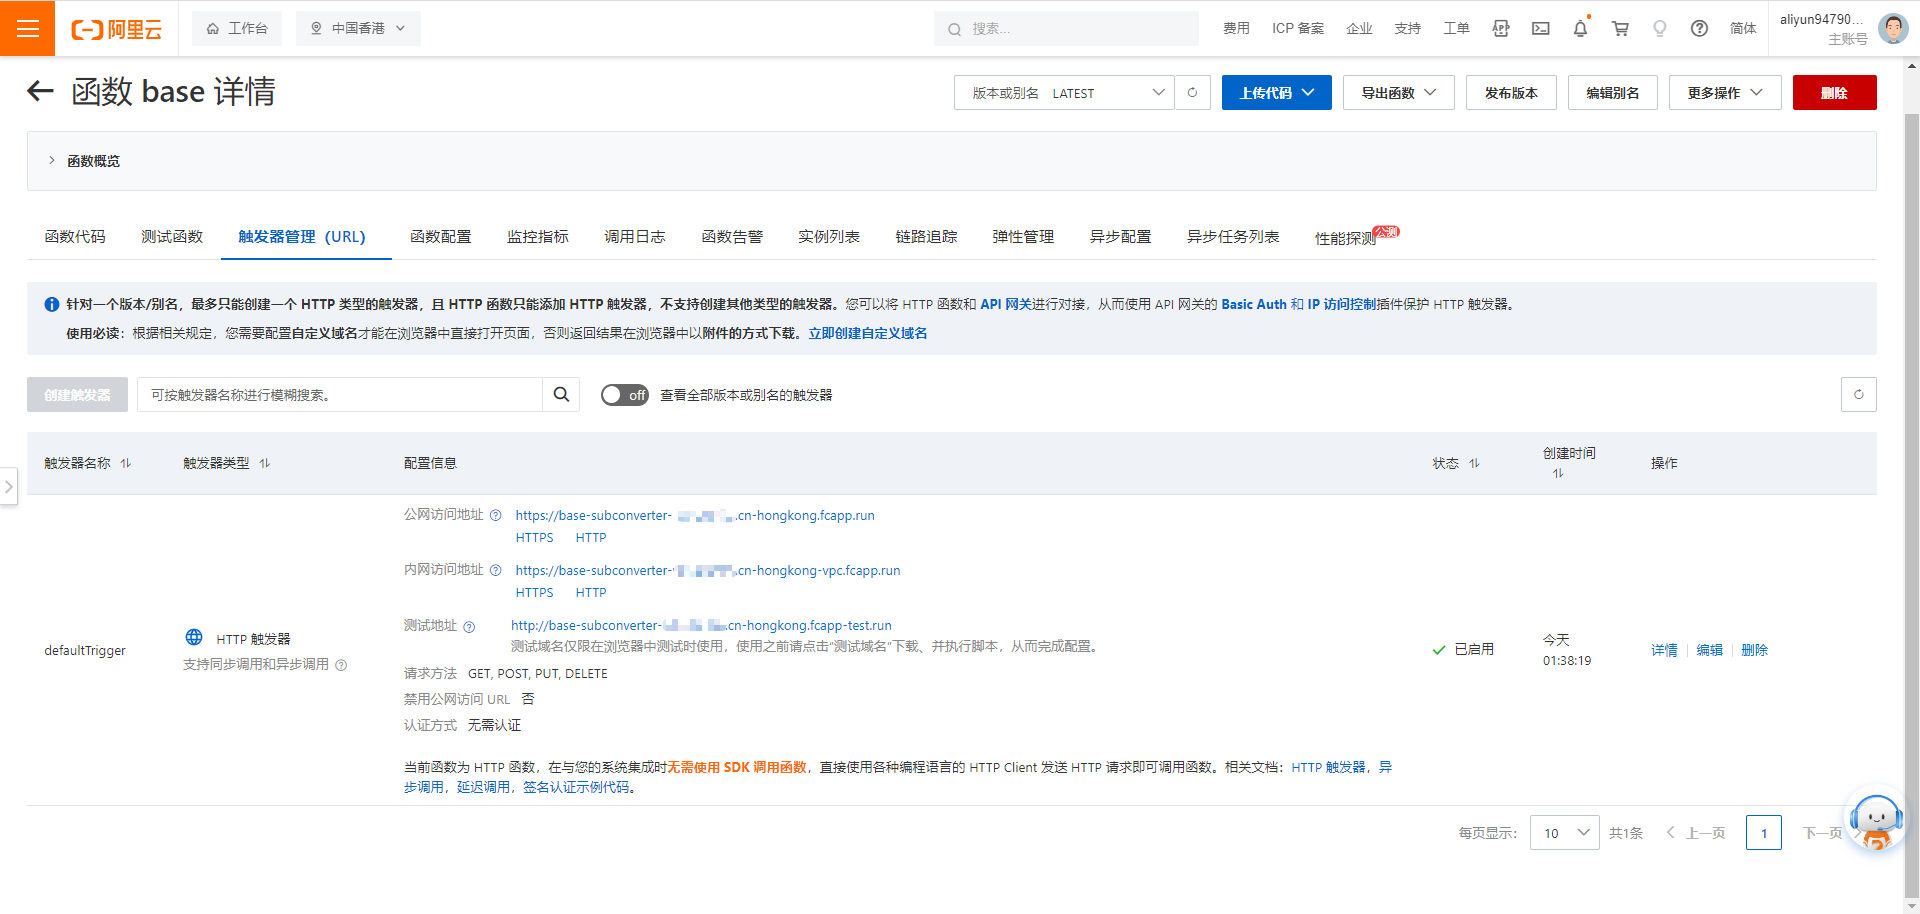 阿里云
工作台
中国香港
搜索...
费用
ICP 备案
企业
支持
工单
简体
aliyun94790...
主账号
函数 base 详情
版本或别名 LATEST
上传代码
导出函数
发布版本
编辑别名
更多操作
删除
函数概览
函数代码
测试函数
触发器管理（URL）
函数配置
监控指标
调用日志
函数告警
实例列表
链路追踪
弹性管理
异步配置
异步任务列表
性能探测
公测
针对一个版本/别名，最多只能创建一个 HTTP 类型的触发器，且 HTTP 函数只能添加 HTTP 触发器，不支持创建其他类型的触发器。您可以将 HTTP 函数和 API 网关进行对接，从而使用 API 网关的 Basic Auth 和 IP 访问控制插件保护 HTTP 触发器。
使用必读：根据相关规定，您需要配置自定义域名才能在浏览器中直接打开页面，否则返回结果在浏览器中以附件的方式下载。立即创建自定义域名
创建触发器
可按触发器名称进行模糊搜索。
off
查看全部版本或别名的触发器
触发器名称
触发器类型
配置信息
状态
创建时间
操作
公网访问地址 https://base-subconverter- .cn-hongkong.fcapp.run
HTTPS HTTP
内网访问地址 https://base-subconverter- .cn-hongkong-vpc.fcapp.run
HTTPS HTTP
测试地址 http://base-subconverter- .cn-hongkong.fcapp-test.run
测试域名仅限在浏览器中测试时使用，使用之前请点击“测试域名”下载、并执行脚本，从而完成配置。
defaultTrigger
HTTP 触发器
支持同步调用和异步调用
请求方法 GET, POST, PUT, DELETE
禁用公网访问 URL 否
认证方式 无需认证
已启用
今天
01:38:19
详情
编辑
删除
当前函数为 HTTP 函数，在与您的系统集成时无需使用 SDK 调用函数，直接使用各种编程语言的 HTTP Client 发送 HTTP 请求即可调用函数。相关文档：HTTP 触发器，异
步调用，延迟调用，签名认证示例代码。
每页显示：
10
共1条
上一页
1
下一页